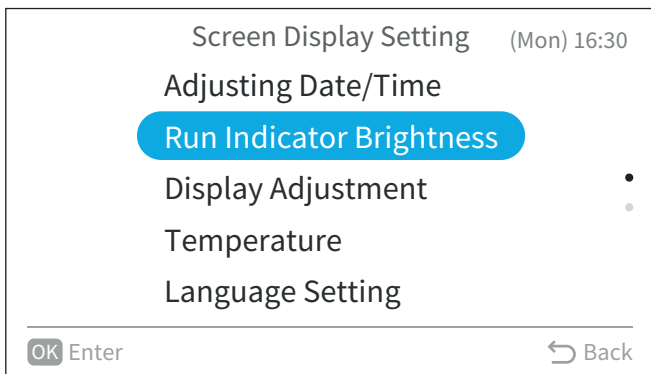 Screen Display Setting (Mon) 16:30
Adjusting Date/Time
Run Indicator Brightness
Display Adjustment
Temperature
Language Setting
OK Enter Back